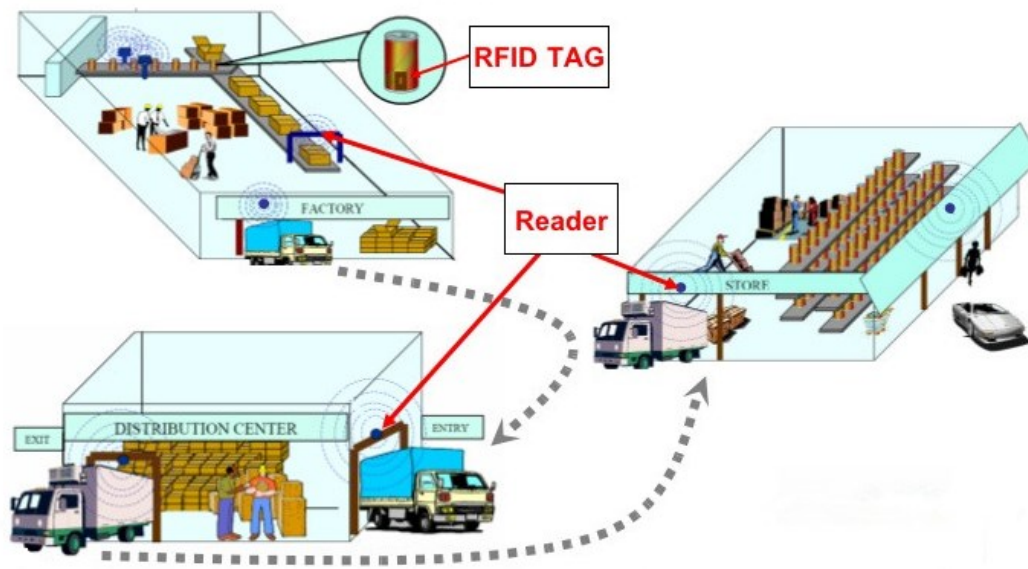 RFID TAG
FACTORY
Reader
STORE
DISTRIBUTION CENTER
EXIT
ENTRY